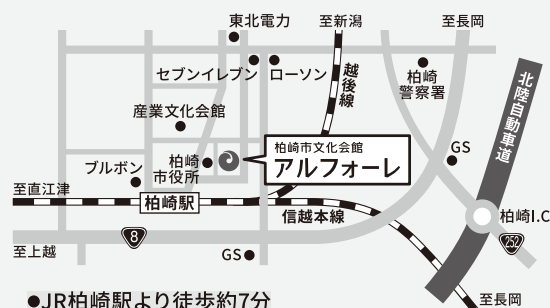 東北電力
至新潟
至長岡
セブンイレブン
ローソン
越後線
柏崎
警察署
北陸自動車道
産業文化会館
柏崎市文化会館
アルフォーレ
GS
ブルボン
柏崎
市役所
至直江津
柏崎駅
信越本線
柏崎I.C
8
252
至上越
GS
至長岡
●JR柏崎駅より徒歩約7分